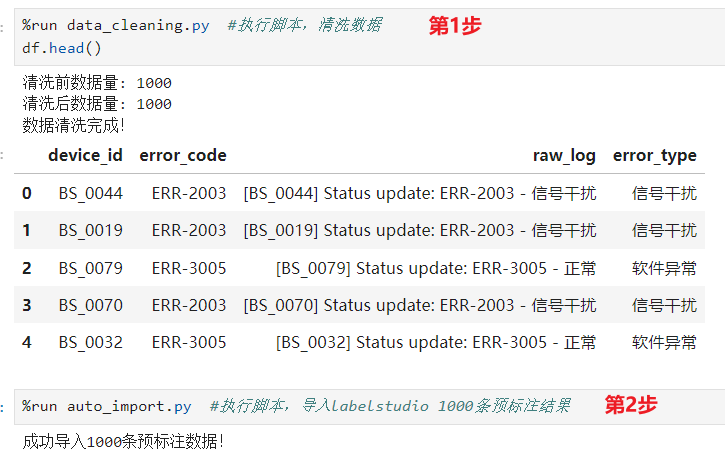 %run data_cleaning.py #执行脚本，清洗数据 第1步
df.head()
清洗前数据量: 1000
清洗后数据量: 1000
数据清洗完成!
device_id error_code raw_log error_type
0 BS_0044 ERR-2003 [BS_0044] Status update: ERR-2003 - 信号干扰 信号干扰
1 BS_0019 ERR-2003 [BS_0019] Status update: ERR-2003 - 信号干扰 信号干扰
2 BS_0079 ERR-3005 [BS_0079] Status update: ERR-3005 - 正常 软件异常
3 BS_0070 ERR-2003 [BS_0070] Status update: ERR-2003 - 信号干扰 信号干扰
4 BS_0032 ERR-3005 [BS_0032] Status update: ERR-3005 - 正常 软件异常
%run auto_import.py #执行脚本，导入labelstudio 1000条预标注结果 第2步
成功导入1000条预标注数据!